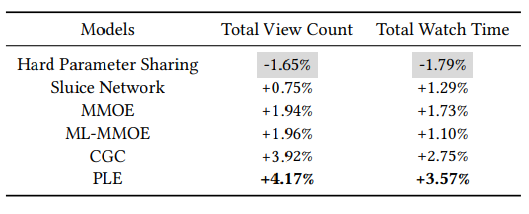 Models Total View Count Total Watch Time
Hard Parameter Sharing -1.65% -1.79%
Sluice Network +0.75% +1.29%
MMOE +1.94% +1.73%
ML-MMOE +1.96% +1.10%
CGC +3.92% +2.75%
PLE +4.17% +3.57%